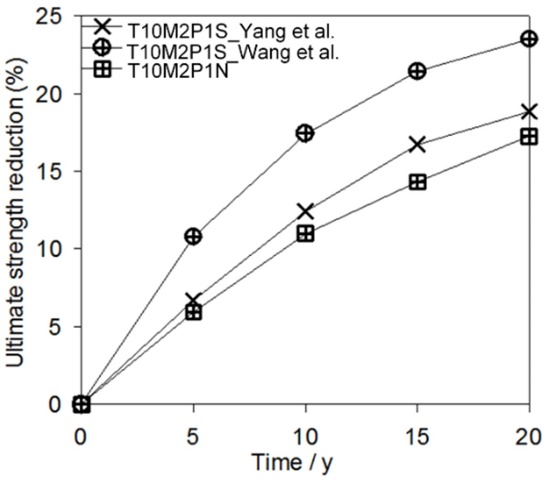 25
T10M2P1S_Yang et al.
T10M2P1S_Wang et al.
T10M2P1N
20
15
10
5
0
Ultimate strength reduction (%)
0 5 10 15 20
Time / y